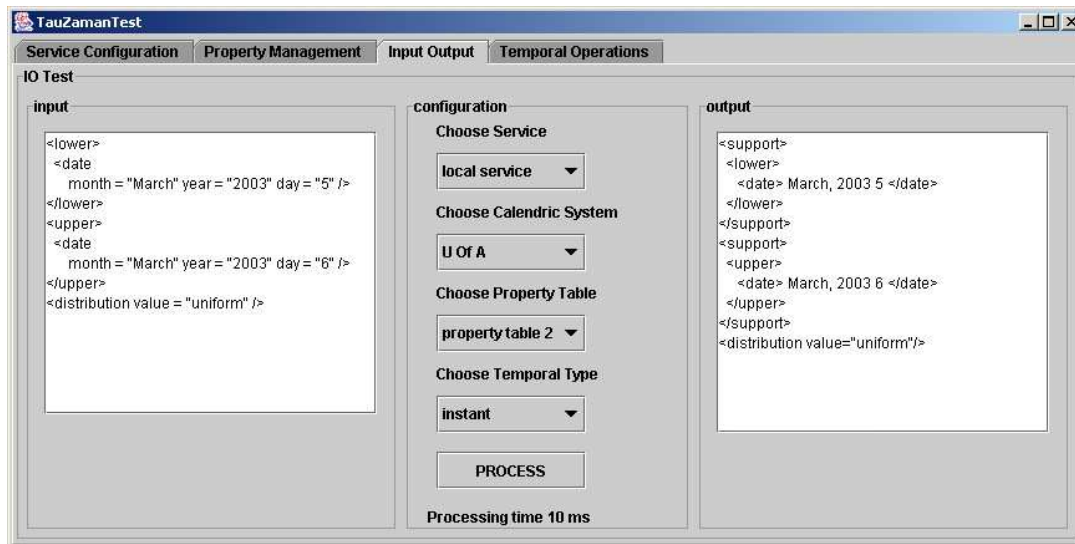 TauZamanTest
Service Configuration
Property Management
Input Output
Temporal Operations
IO Test
input
<lower>
<date
month = "March" year = "2003" day = "5" />
</lower>
<upper>
<date
month = "March" year = "2003" day = "6" />
</upper>
<distribution value = "uniform" />
configuration
Choose Service
local service
Choose Calendric System
U Of A
Choose Property Table
property table 2
Choose Temporal Type
instant
PROCESS
Processing time 10 ms
output
<support>
<lower>
<date> March, 2003 5 </date>
</lower>
</support>
<support>
<upper>
<date> March, 2003 6 </date>
</upper>
</support>
<distribution value="uniform"/>